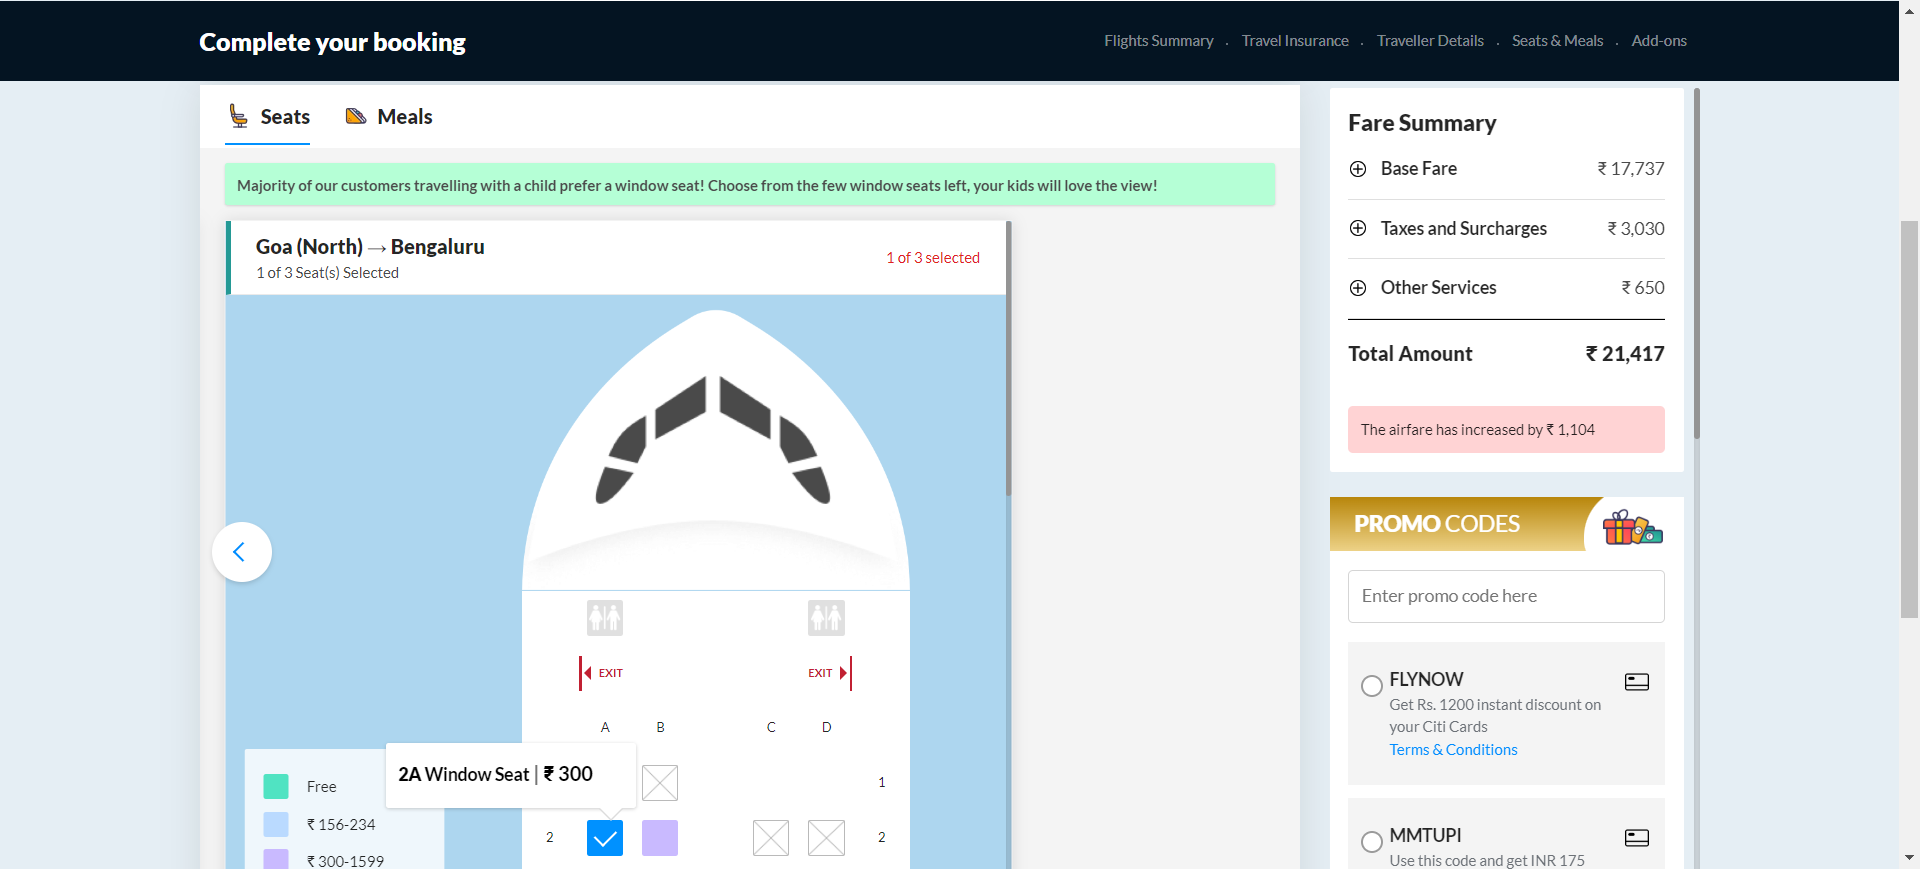 Complete your booking
Flights Summary . Travel Insurance . Traveller Details . Seats & Meals . Add-ons
Seats
Meals
Majority of our customers travelling with a child prefer a window seat! Choose from the few window seats left, your kids will love the view!
Goa (North) → Bengaluru
1 of 3 Seat(s) Selected
1 of 3 selected
EXIT
EXIT
A B C D
2A Window Seat | ₹ 300
1
2
2
Free
₹ 156-234
₹ 300-1599
Fare Summary
Base Fare ₹ 17,737
Taxes and Surcharges ₹ 3,030
Other Services ₹ 650
Total Amount ₹ 21,417
The airfare has increased by ₹ 1,104
PROMO CODES
Enter promo code here
FLYNOW
Get Rs. 1200 instant discount on
your Citi Cards
Terms & Conditions
MMTUPI
Use this code and get INR 175